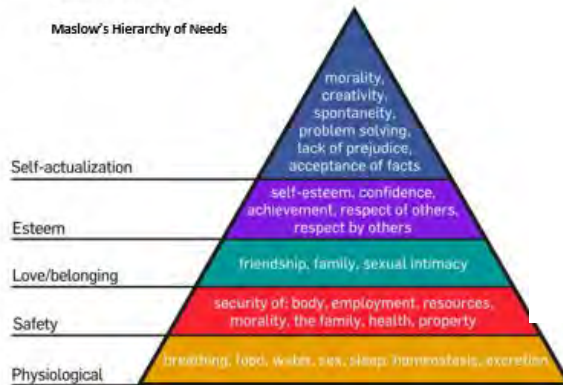 Maslow's Hierarchy of Needs
morality,
creativity,
spontaneity,
problem solving,
lack of prejudice,
acceptance of facts
Self-actualization
self-esteem, confidence,
achievement, respect of others,
respect by others
Esteem
friendship, family, sexual intimacy
Love/belonging
security of: body, employment, resources,
morality, the family, health, property
Safety
breathing, food, water, sex, sleep, homeostasis, excretion
Physiological